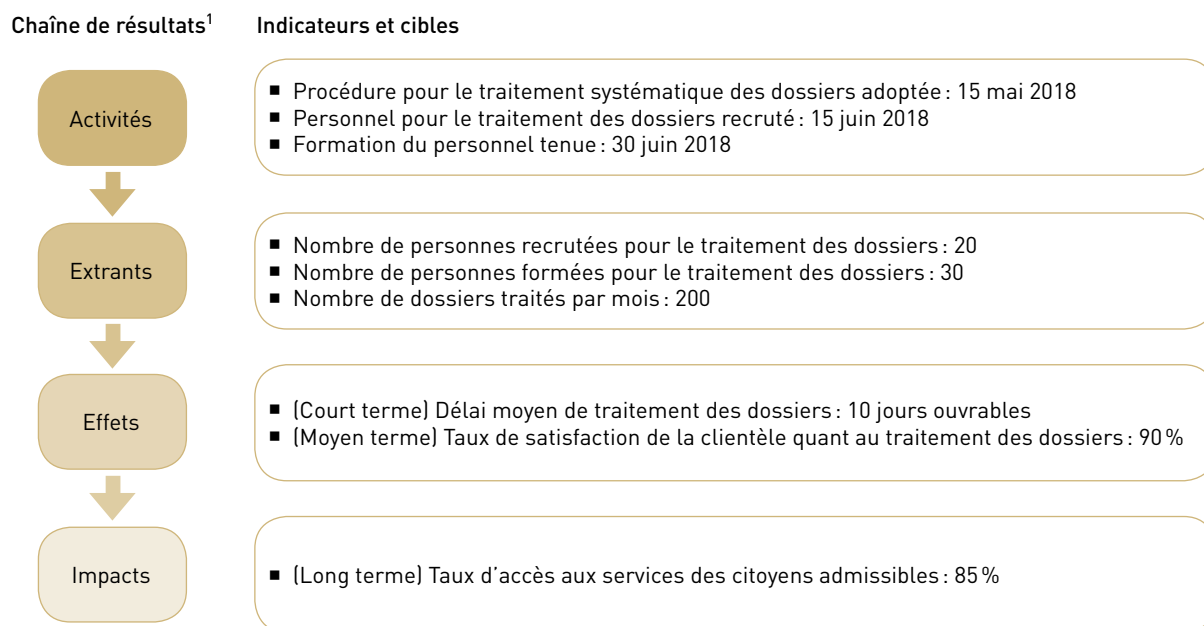 Chaîne de résultats¹ Indicateurs et cibles
Activités
■ Procédure pour le traitement systématique des dossiers adoptée : 15 mai 2018
■ Personnel pour le traitement des dossiers recruté : 15 juin 2018
■ Formation du personnel tenue : 30 juin 2018
Extrants
■ Nombre de personnes recrutées pour le traitement des dossiers : 20
■ Nombre de personnes formées pour le traitement des dossiers : 30
■ Nombre de dossiers traités par mois : 200
Effets
■ (Court terme) Délai moyen de traitement des dossiers : 10 jours ouvrables
■ (Moyen terme) Taux de satisfaction de la clientèle quant au traitement des dossiers : 90 %
Impacts
■ (Long terme) Taux d’accès aux services des citoyens admissibles : 85 %